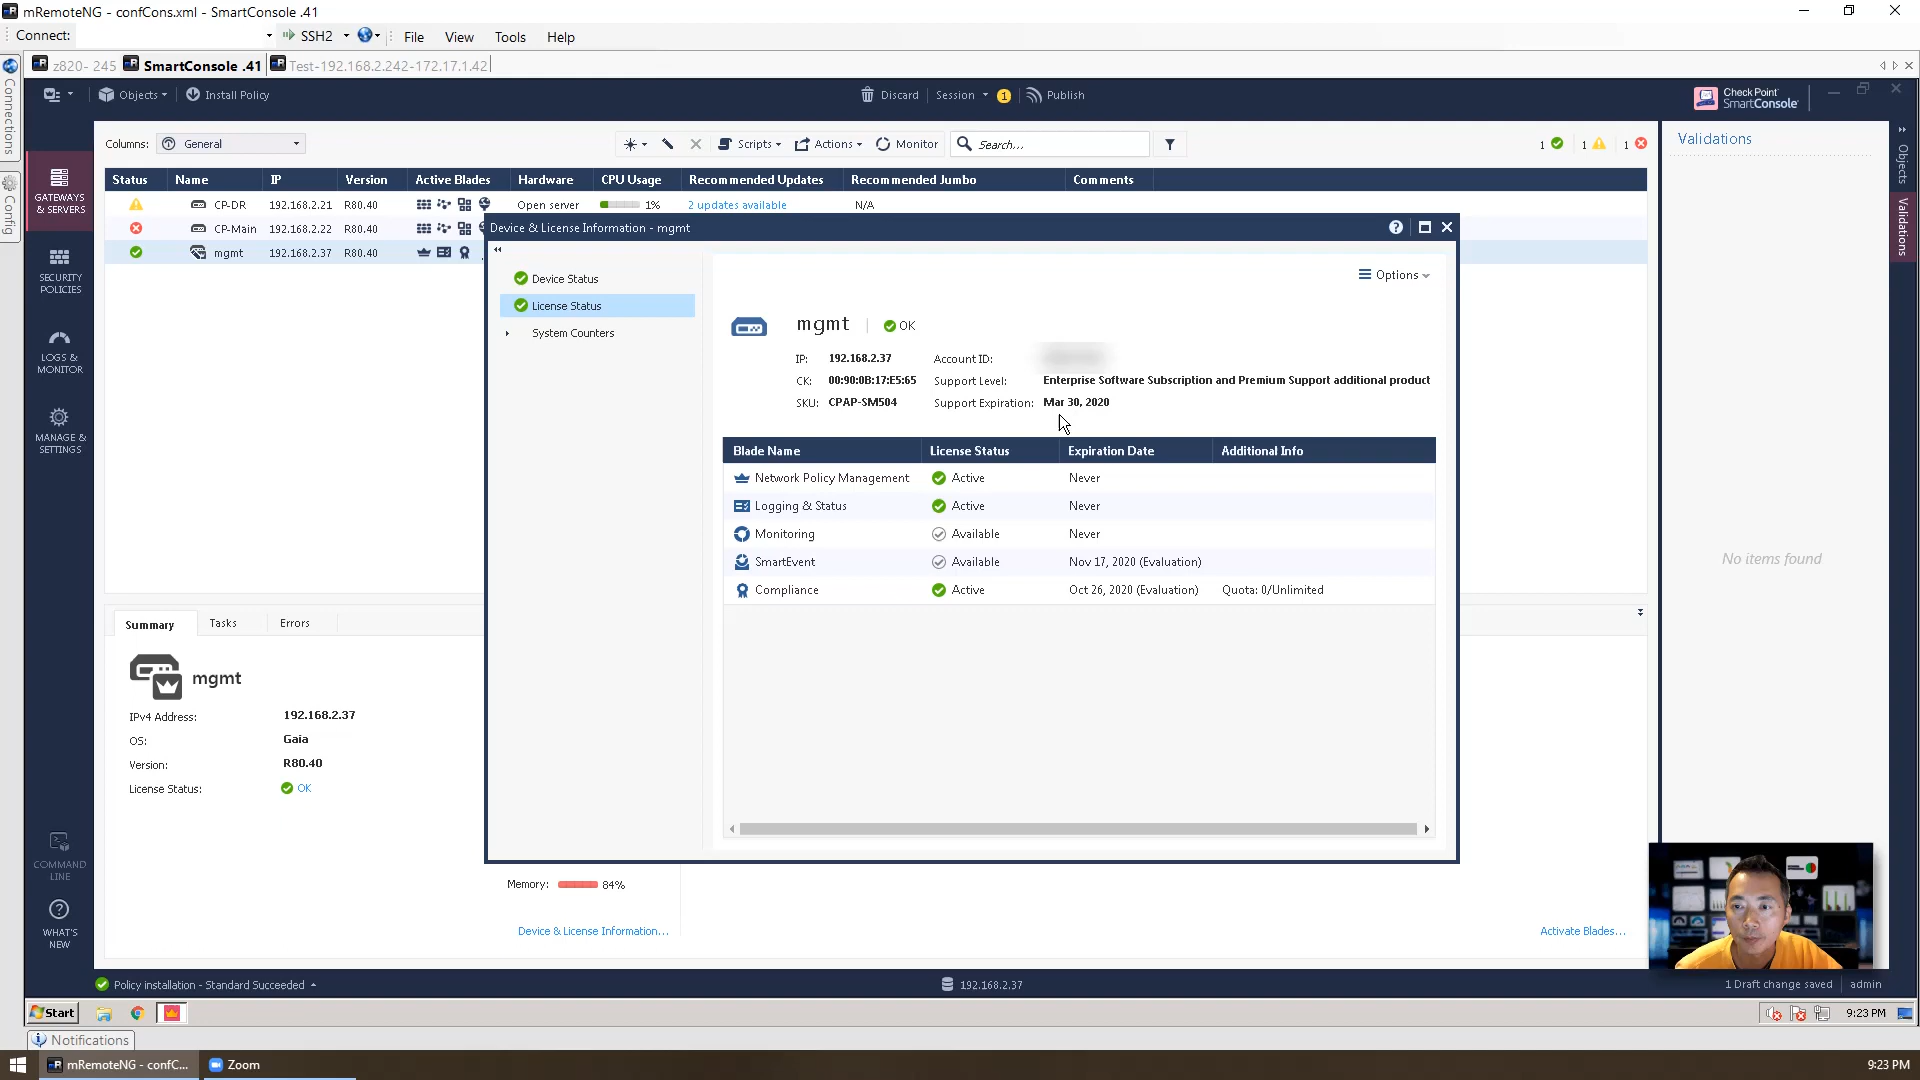 mRemoteNG - confCons.xml - SmartConsole .41
Connect: SSH2 File View Tools Help
z820- 245 SmartConsole .41 Test-192.168.2.242-172.17.1.42
Connections
Config
Objects Install Policy Discard Session 1 Publish Check Point SmartConsole
Columns: General Scripts Actions Monitor Search... 1 1 1
Validations
Objects
Validations
GATEWAYS & SERVERS
SECURITY POLICIES
LOGS & MONITOR
MANAGE & SETTINGS
COMMAND LINE
WHAT'S NEW
Status Name IP Version Active Blades Hardware CPU Usage Recommended Updates Recommended Jumbo Comments
CP-DR 192.168.2.21 R80.40 Open server 1% 2 updates available N/A
CP-Main 192.168.2.22 R80.40
mgmt 192.168.2.37 R80.40
Device & License Information - mgmt
Device Status
License Status
System Counters
Options
mgmt OK
IP: 192.168.2.37 Account ID:
CK: 00:90:0B:17:E5:65 Support Level: Enterprise Software Subscription and Premium Support additional product
SKU: CPAP-SM504 Support Expiration: Mar 30, 2020
Blade Name License Status Expiration Date Additional Info
Network Policy Management Active Never
Logging & Status Active Never
Monitoring Available Never
SmartEvent Available Nov 17, 2020 (Evaluation)
Compliance Active Oct 26, 2020 (Evaluation) Quota: 0/Unlimited
No items found
Summary Tasks Errors
mgmt
IPv4 Address: 192.168.2.37
OS: Gaia
Version: R80.40
License Status: OK
Memory: 84%
Device & License Information... Activate Blades...
Policy installation - Standard Succeeded 192.168.2.37 1 Draft change saved admin
Start 9:23 PM
Notifications
mRemoteNG - confC... Zoom 9:23 PM